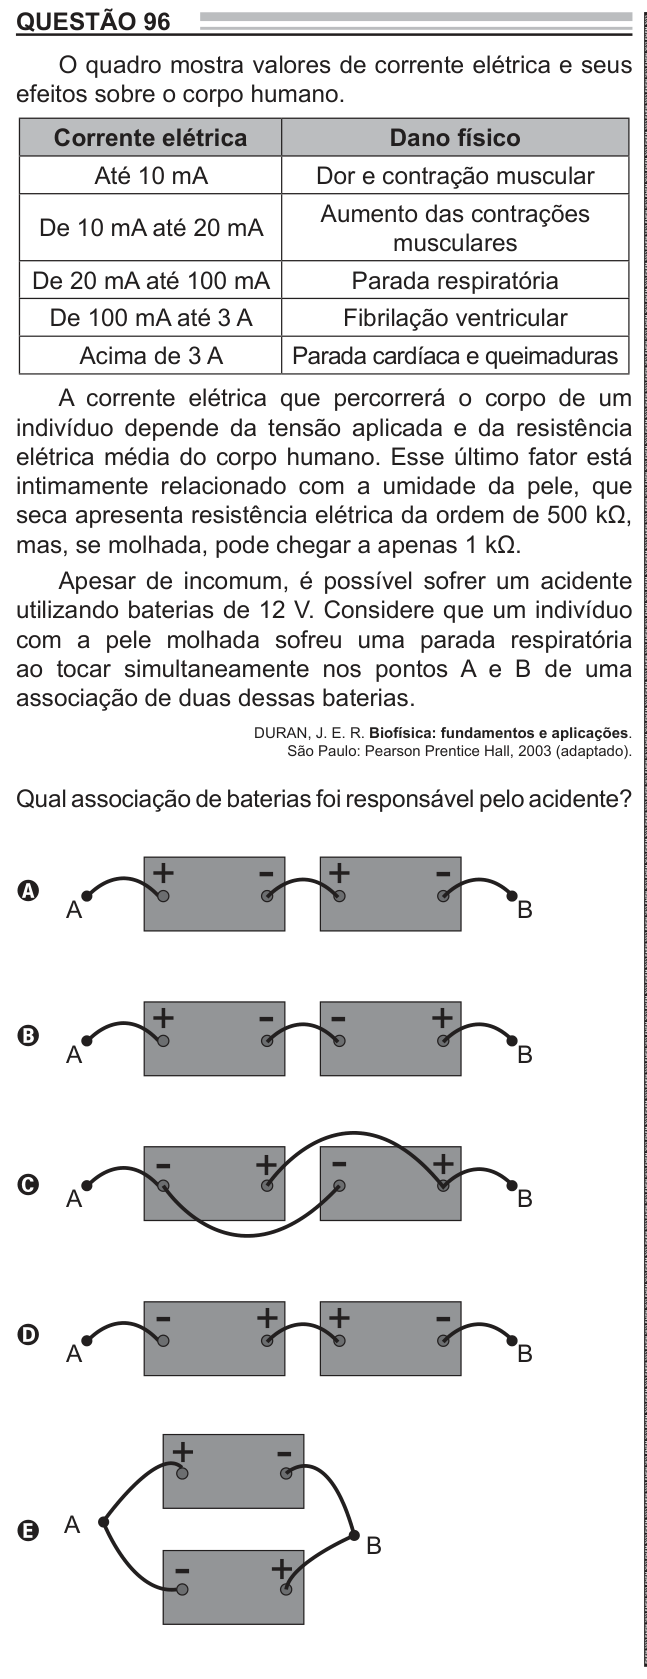 QUESTÃO 96
O quadro mostra valores de corrente elétrica e seus
efeitos sobre o corpo humano.
Corrente elétrica Dano físico
Até 10 mA Dor e contração muscular
De 10 mA até 20 mA Aumento das contrações
musculares
De 20 mA até 100 mA Parada respiratória
De 100 mA até 3 A Fibrilação ventricular
Acima de 3 A Parada cardíaca e queimaduras
A corrente elétrica que percorrerá o corpo de um
indivíduo depende da tensão aplicada e da resistência
elétrica média do corpo humano. Esse último fator está
intimamente relacionado com a umidade da pele, que
seca apresenta resistência elétrica da ordem de 500 kΩ,
mas, se molhada, pode chegar a apenas 1 kΩ.
Apesar de incomum, é possível sofrer um acidente
utilizando baterias de 12 V. Considere que um indivíduo
com a pele molhada sofreu uma parada respiratória
ao tocar simultaneamente nos pontos A e B de uma
associação de duas dessas baterias.
DURAN, J. E. R. Biofísica: fundamentos e aplicações.
São Paulo: Pearson Prentice Hall, 2003 (adaptado).
Qual associação de baterias foi responsável pelo acidente?
A A + - + - B
B A + - - + B
C A - + - + B
D A - + + - B
+ -
E A B
- +